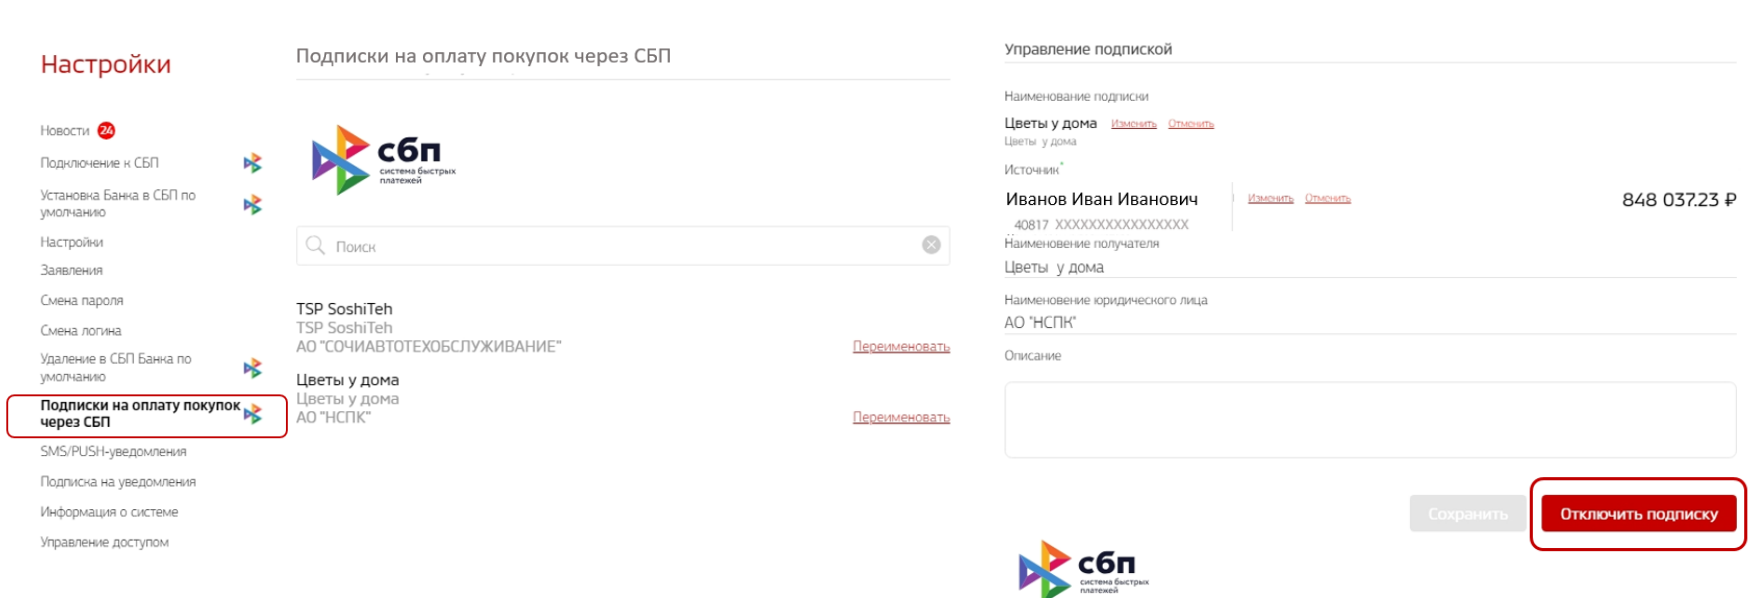 Настройки
Новости 24
Подключение к СБП
Установка Банка в СБП по
умолчанию
Настройки
Заявления
Смена пароля
Смена логина
Удаление в СБП Банка по
умолчанию
Подписки на оплату покупок
через СБП
SMS/PUSH-уведомления
Подписка на уведомления
Информация о системе
Управление доступом
Подписки на оплату покупок через СБП
сбп
система быстрых
платежей
Поиск
TSP SoshiTeh
TSP SoshiTeh
АО "СОЧИАВТОТЕХОБСЛУЖИВАНИЕ"
Переименовать
Цветы у дома
Цветы у дома
АО "НСПК"
Переименовать
Управление подпиской
Наименование подписки
Цветы у дома Изменить Отменить
Цветы у дома
Источник*
Иванов Иван Иванович Изменить Отменить 848 037.23 ₽
40817 XXXXXXXXXXXXXXXX
Наименовение получателя
Цветы у дома
Наименовение юридического лица
АО "НСПК"
Описание
Сохранить Отключить подписку
сбп
система быстрых
платежей